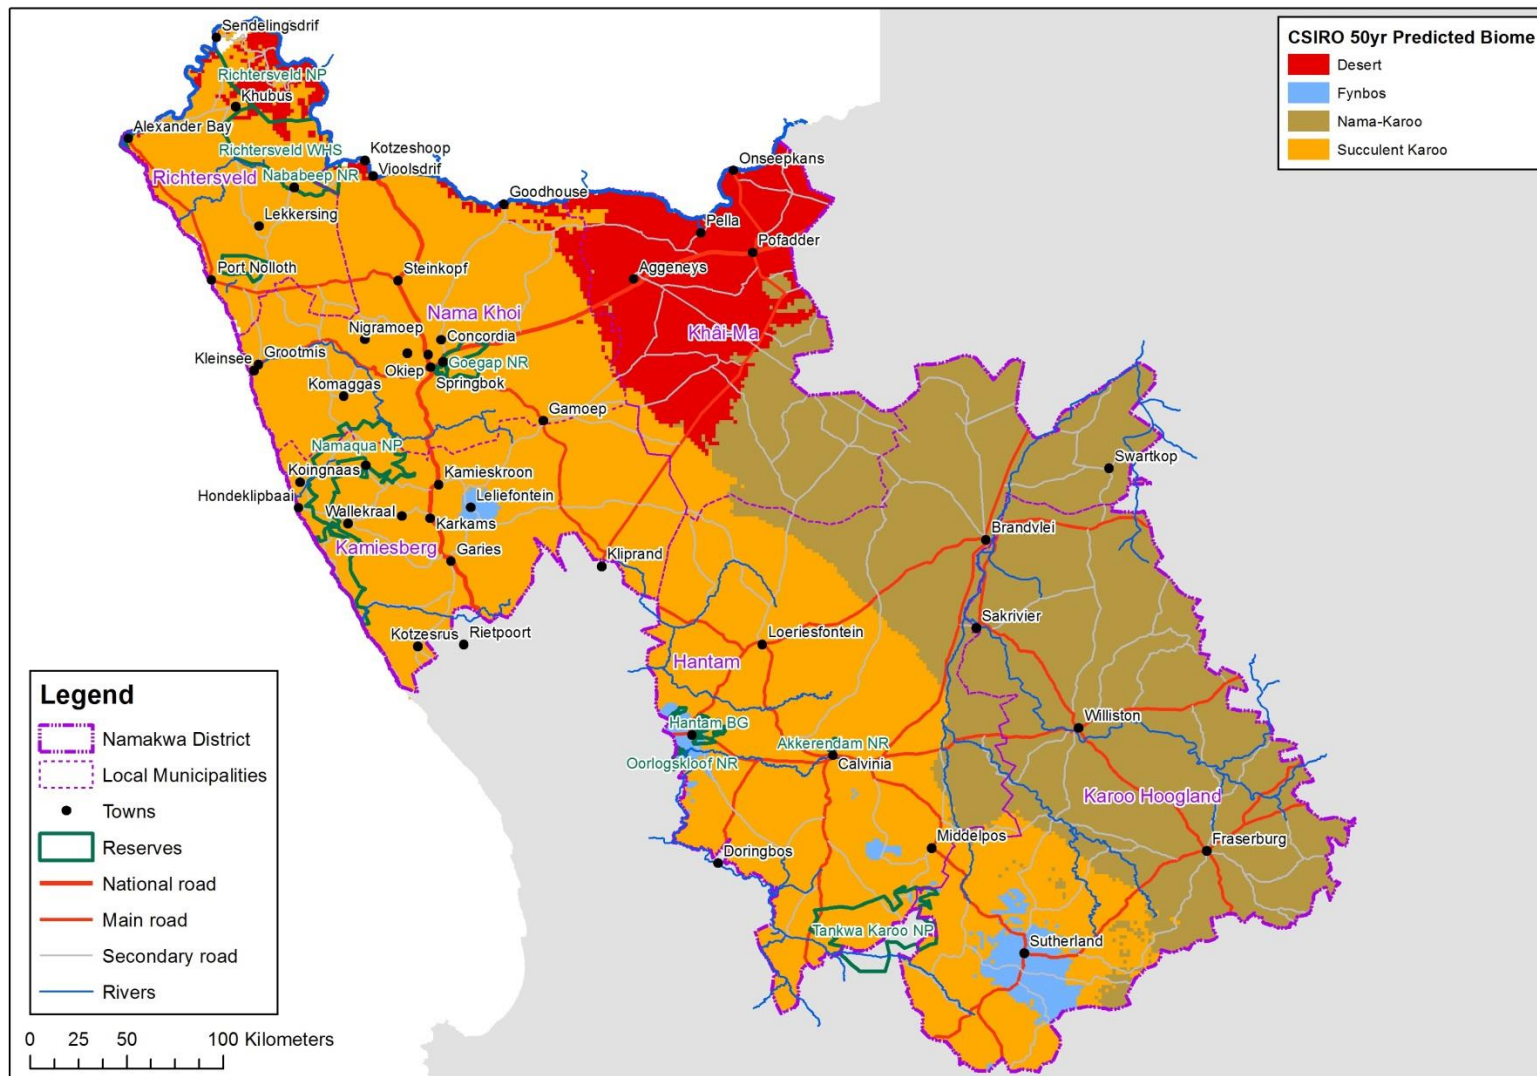 CSIRO 50yr Predicted Biome
Desert
Fynbos
Nama-Karoo
Succulent Karoo
Sendelingsdrif
Richtersveld NP
Khubus
Alexander Bay
Richtersveld WHS
Kotzeshoop
Richtersveld
Nababeep NR
Vioolsdrif
Onseepkans
Goodhouse
Lekkersing
Pella
Pofadder
Port Nolloth
Steinkopf
Aggeneys
Nama Khoi
Khâi-Ma
Nigramoep
Concordia
Kleinsee
Grootmis
Okiep
Goegap NR
Springbok
Komaggas
Gamoep
Namaqua NP
Koingnaas
Kamieskroon
Swartkop
Hondeklipbaai
Leliefontein
Wallekraal
Karkams
Brandvlei
Kamiesberg
Garies
Kliprand
Sakrivier
Kotzesrus
Rietpoort
Loeriesfontein
Hantam
Williston
Hantam BG
Akkerendam NR
Oorlogskloof NR
Calvinia
Karoo Hoogland
Middelpos
Fraserburg
Doringbos
Tankwa Karoo NP
Sutherland
Legend
Namakwa District
Local Municipalities
Towns
Reserves
National road
Main road
Secondary road
Rivers
0 25 50 100 Kilometers